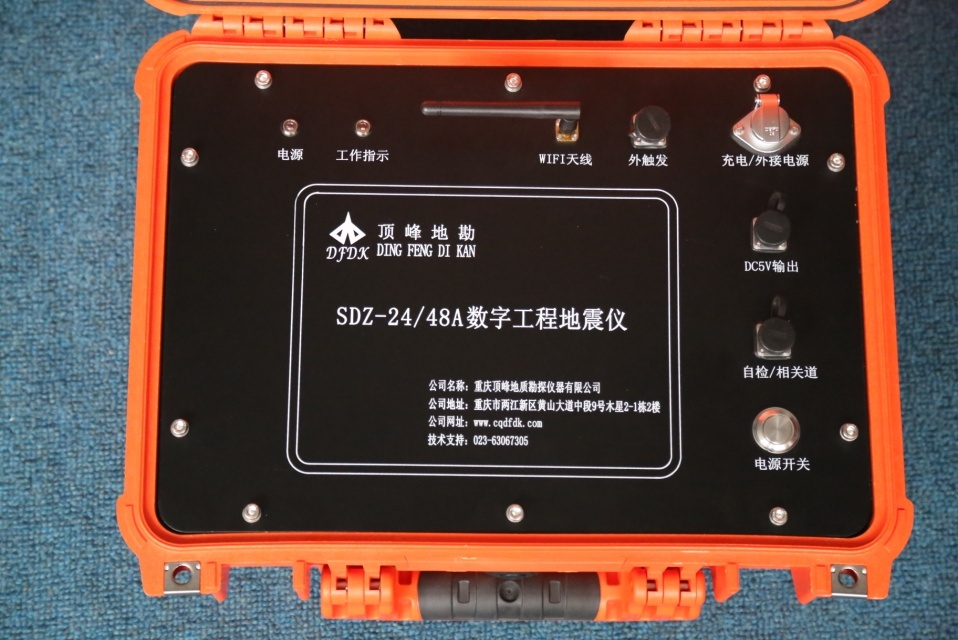 电源
工作指示
WIFI天线
外触发
充电/外接电源
DC5V输出
自检/相关道
电源开关
DFDK
顶峰地勘
DING FENG DI KAN
SDZ-24/48A数字工程地震仪
公司名称：重庆顶峰地质勘探仪器有限公司
公司地址：重庆市两江新区黄山大道中段9号木星2-1栋2楼
公司网址：www.cqdfdk.com
技术支持：023-63067305